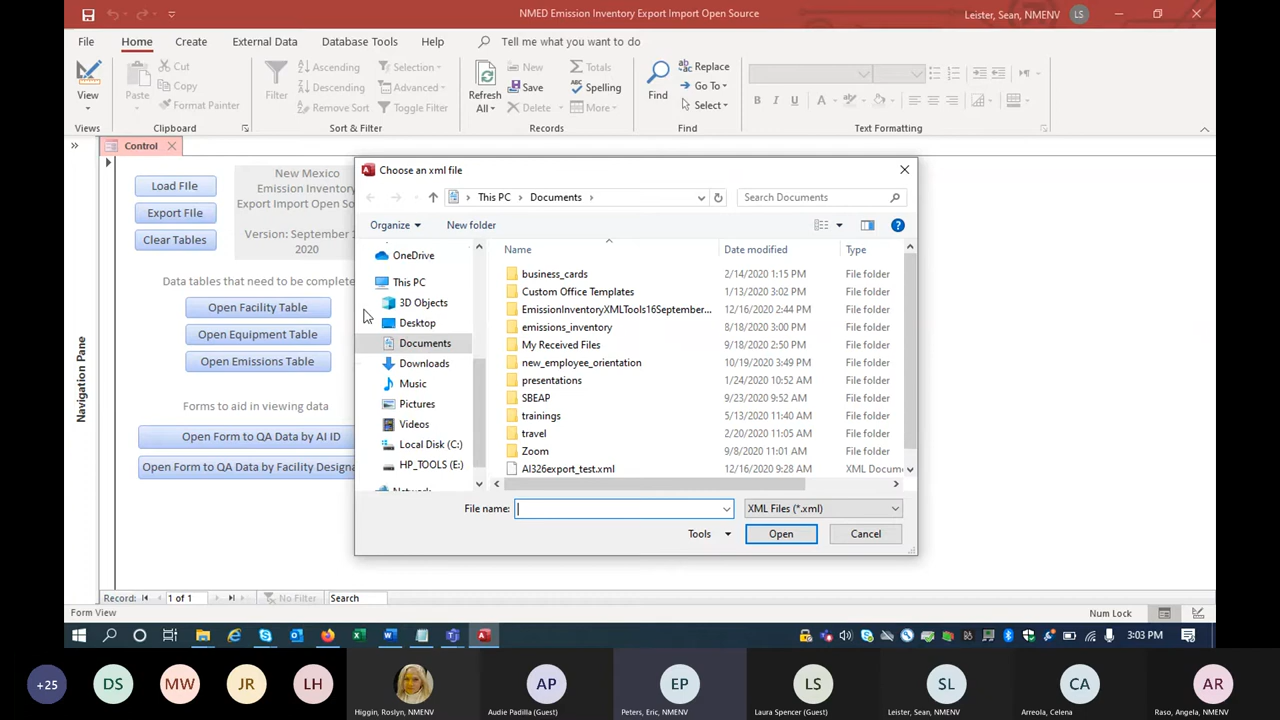 NMED Emission Inventory Export Import Open Source
Leister, Sean, NMENV LS
File Home Create External Data Database Tools Help Tell me what you want to do
View
Views
Paste
Cut
Copy
Format Painter
Clipboard
Filter
Ascending
Descending
Remove Sort
Selection
Advanced
Toggle Filter
Sort & Filter
Refresh
All
New
Save
Delete
Totals
Spelling
More
Records
Find
Replace
Go To
Select
Find
B I U A
Text Formatting
Control
Load FIle
Export FIle
Clear Tables
New Mexico
Emission Inventory
Export Import Open So
Version: September 1
2020
Data tables that need to be complete
Open Facility Table
Open Equipment Table
Open Emissions Table
Forms to aid in viewing data
Open Form to QA Data by AI ID
Open Form to QA Data by Facility Designa
Navigation Pane
Choose an xml file
This PC > Documents >
Search Documents
Organize New folder
OneDrive
This PC
3D Objects
Desktop
Documents
Downloads
Music
Pictures
Videos
Local Disk (C:)
HP_TOOLS (E:)
Network
Name Date modified Type
business_cards 2/14/2020 1:15 PM File folder
Custom Office Templates 1/13/2020 3:02 PM File folder
EmissionInventoryXMLTools16September... 12/16/2020 2:44 PM File folder
emissions_inventory 8/18/2020 3:00 PM File folder
My Received Files 9/18/2020 2:50 PM File folder
new_employee_orientation 10/19/2020 3:49 PM File folder
presentations 1/24/2020 10:52 AM File folder
SBEAP 9/23/2020 9:52 AM File folder
trainings 5/13/2020 11:40 AM File folder
travel 2/20/2020 11:05 AM File folder
Zoom 9/8/2020 11:01 AM File folder
AI326export_test.xml 12/16/2020 9:28 AM XML Docum
File name: XML Files (*.xml)
Tools Open Cancel
Record: 1 of 1 No Filter Search
Form View Num Lock
3:03 PM
+25 DS MW JR LH AP EP LS SL CA AR
Higgin, Roslyn, NMENV
Audie Padilla (Guest)
Peters, Eric, NMENV
Laura Spencer (Guest)
Leister, Sean, NMENV
Arreola, Celena
Raso, Angela, NMENV